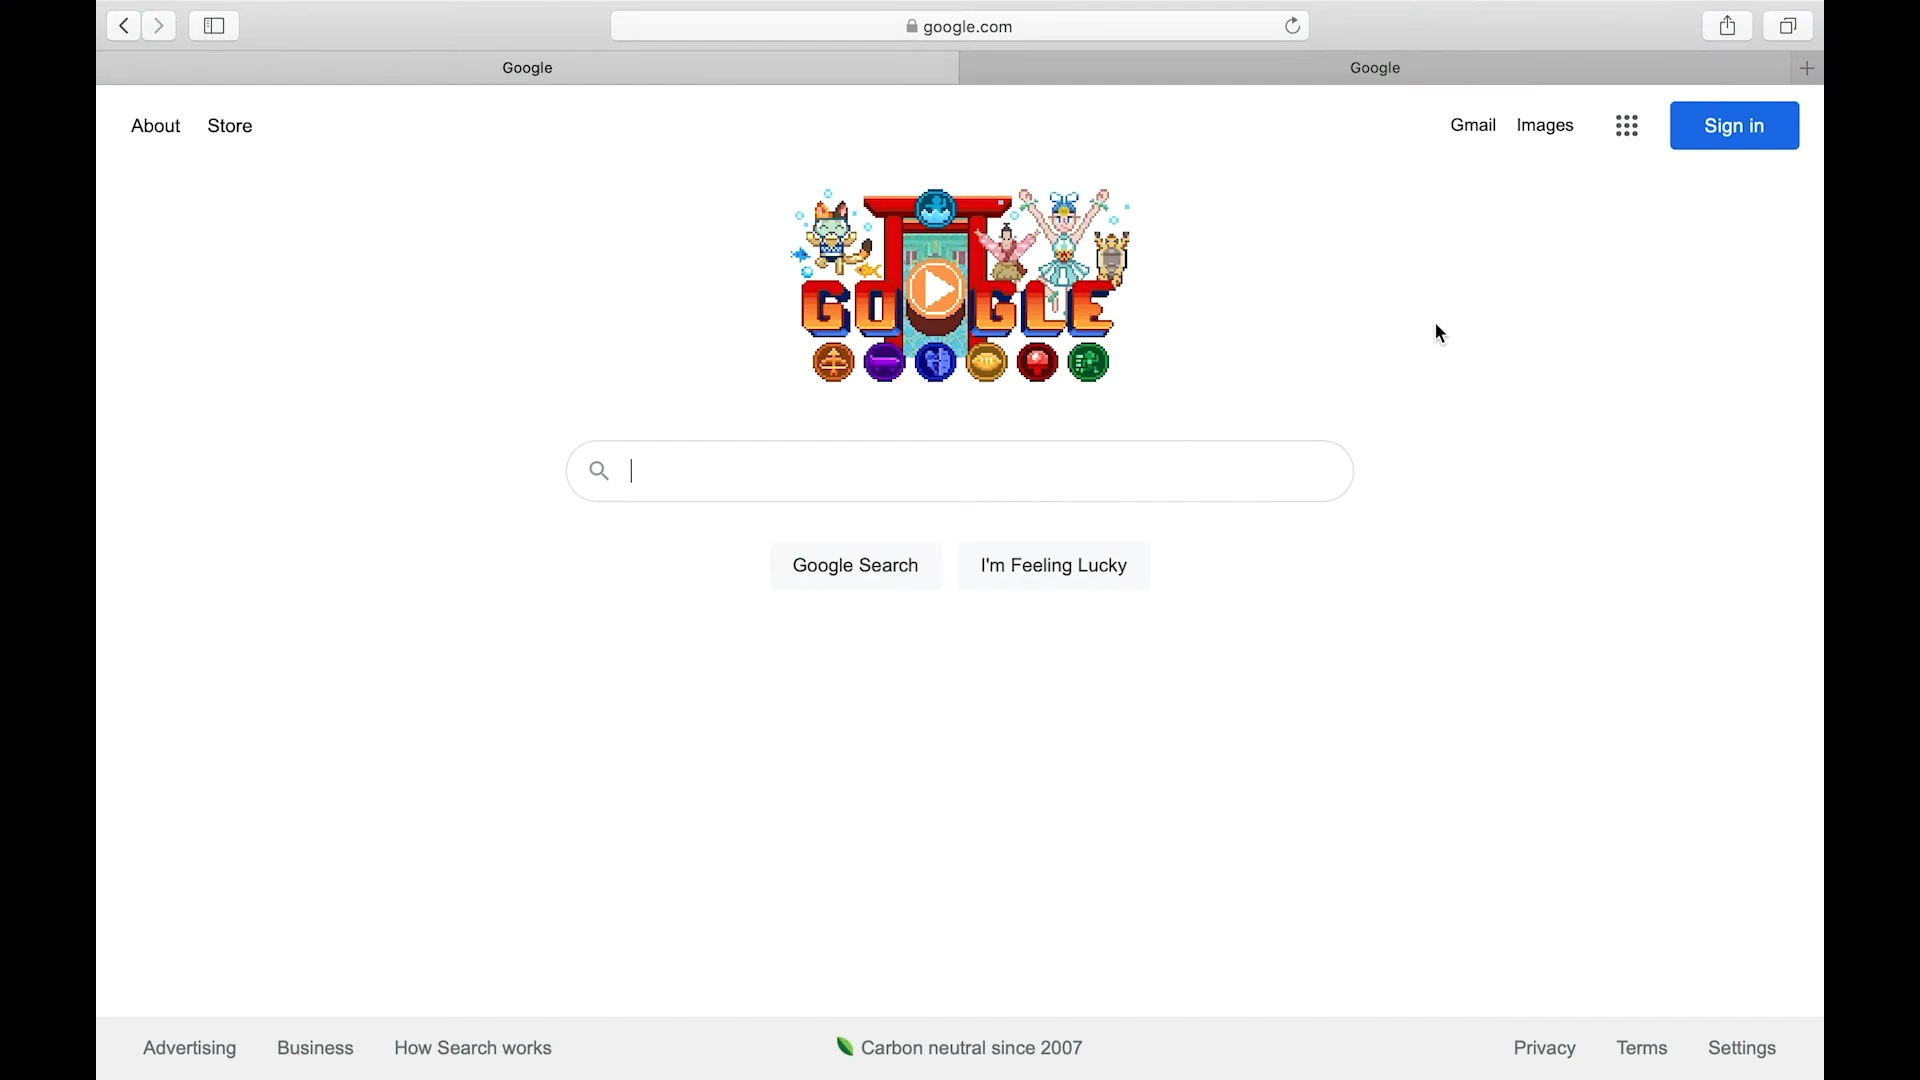 google.com
Google
Google
About Store
Gmail Images
Sign in
GOOGLE
Google Search
I'm Feeling Lucky
Advertising Business How Search works
Carbon neutral since 2007
Privacy Terms Settings